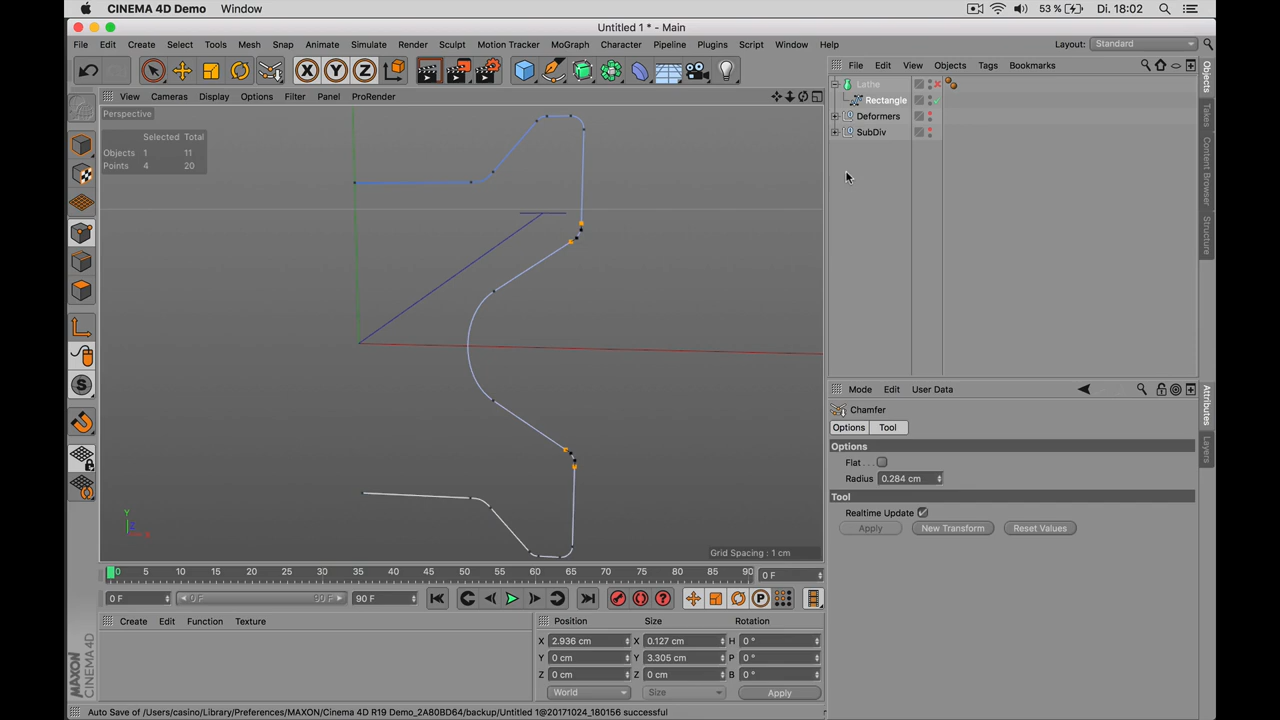 CINEMA 4D Demo Window 53 % Di. 18:02
Untitled 1 * - Main
File Edit Create Select Tools Mesh Snap Animate Simulate Render Sculpt Motion Tracker MoGraph Character Pipeline Plugins Script Window Help Layout: Standard
X Y Z
File Edit View Objects Tags Bookmarks
View Cameras Display Options Filter Panel ProRender
Perspective
Selected Total
Objects 1 11
Points 4 20
Lathe
Rectangle
Deformers
SubDiv
Objects
Takes
Content Browser
Structure
Mode Edit User Data
Chamfer
Options Tool
Options
Flat . . .
Radius 0.284 cm
Tool
Realtime Update
Apply New Transform Reset Values
Attributes
Layers
Y
Z
X
S
Grid Spacing : 1 cm
0 5 10 15 20 25 30 35 40 45 50 55 60 65 70 75 80 85 90 0 F
0 F 0 F 90 F 90 F
P
Create Edit Function Texture
Position Size Rotation
X 2.936 cm X 0.127 cm H 0 °
Y 0 cm Y 3.305 cm P 0 °
Z 0 cm Z 0 cm B 0 °
World Size Apply
MAXON
CINEMA 4D
Auto Save of /Users/casino/Library/Preferences/MAXON/Cinema 4D R19 Demo_2A80BD64/backup/Untitled 1@20171024_180156 successful